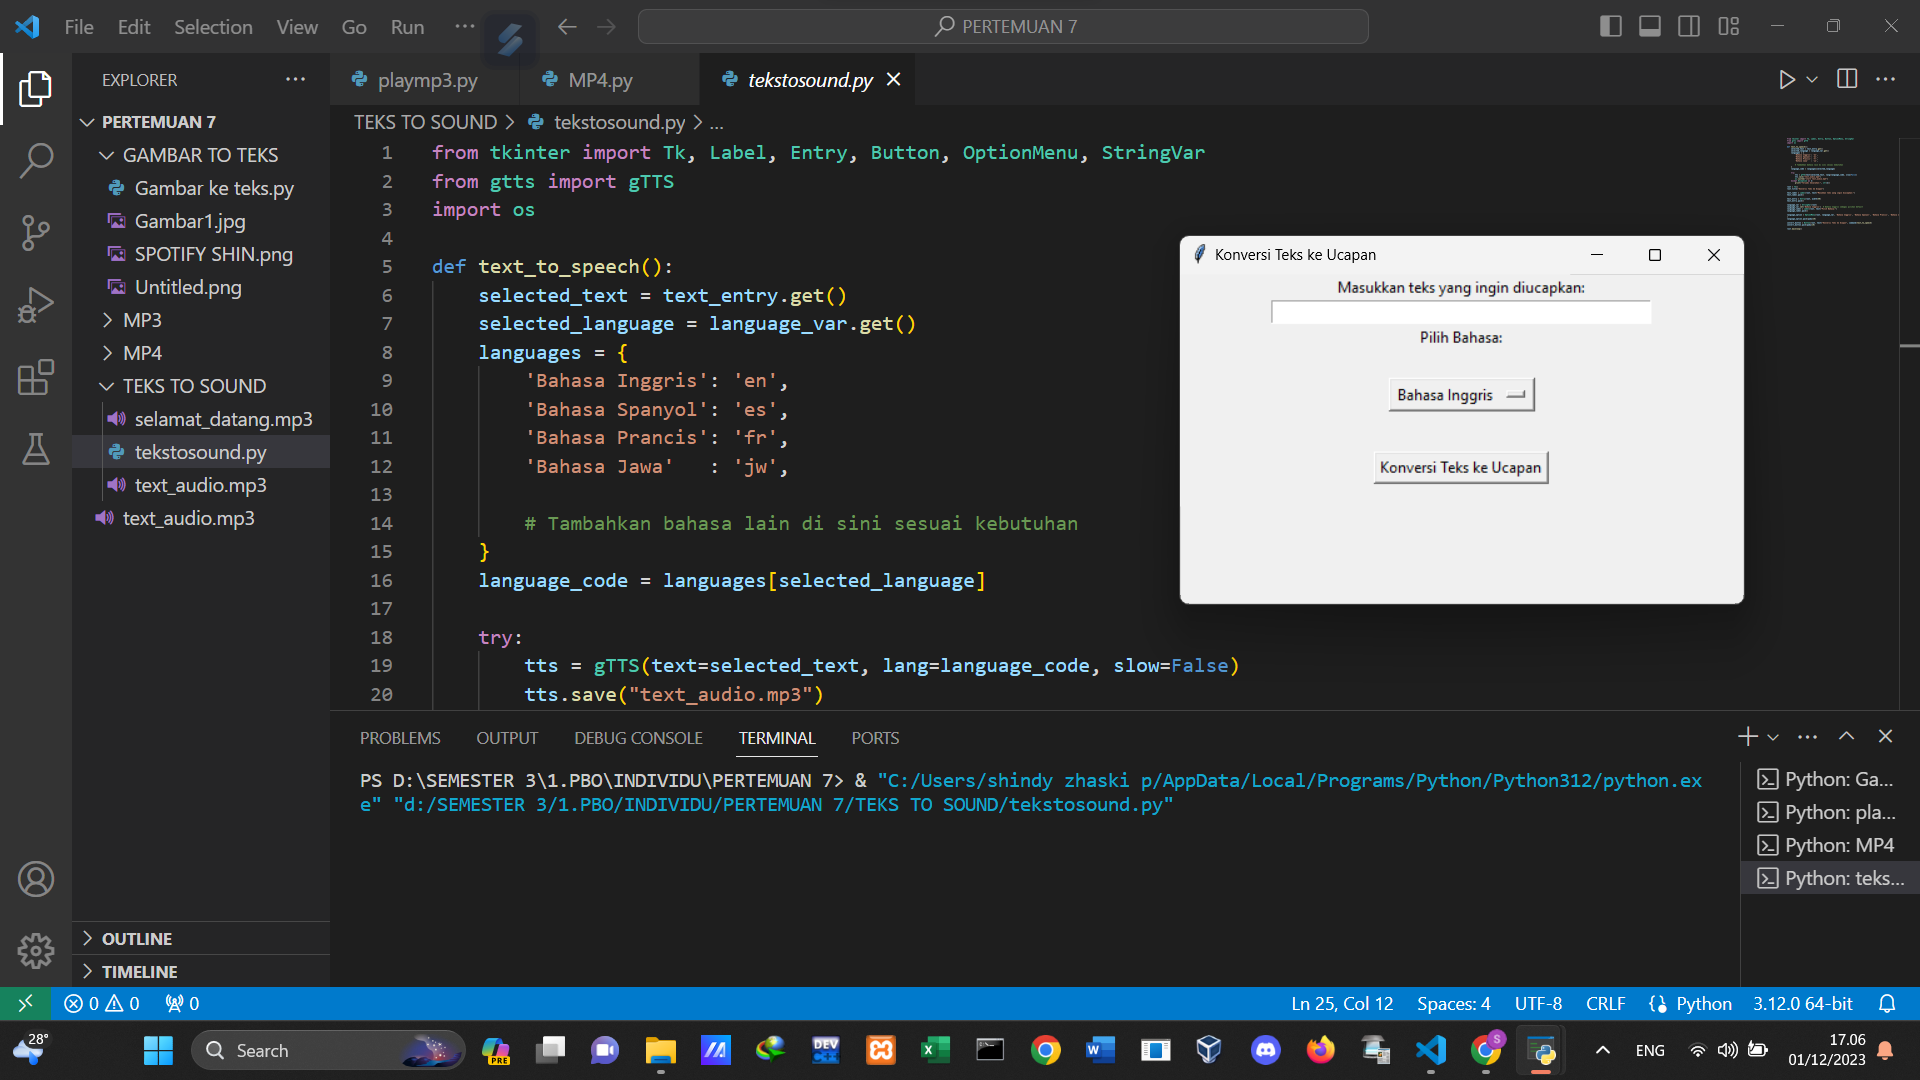 File Edit Selection View Go Run ···
PERTEMUAN 7
EXPLORER
PERTEMUAN 7
GAMBAR TO TEKS
Gambar ke teks.py
Gambar1.jpg
SPOTIFY SHIN.png
Untitled.png
MP3
MP4
TEKS TO SOUND
selamat_datang.mp3
tekstosound.py
text_audio.mp3
text_audio.mp3
OUTLINE
TIMELINE
playmp3.py MP4.py tekstosound.py
TEKS TO SOUND > tekstosound.py > ...
1 from tkinter import Tk, Label, Entry, Button, OptionMenu, StringVar
2 from gtts import gTTS
3 import os
4
5 def text_to_speech():
6 selected_text = text_entry.get()
7 selected_language = language_var.get()
8 languages = {
9 'Bahasa Inggris': 'en',
10 'Bahasa Spanyol': 'es',
11 'Bahasa Prancis': 'fr',
12 'Bahasa Jawa'   : 'jw',
13
14 # Tambahkan bahasa lain di sini sesuai kebutuhan
15 }
16 language_code = languages[selected_language]
17
18 try:
19 tts = gTTS(text=selected_text, lang=language_code, slow=False)
20 tts.save("text_audio.mp3")
Konversi Teks ke Ucapan
Masukkan teks yang ingin diucapkan:
Pilih Bahasa:
Bahasa Inggris
Konversi Teks ke Ucapan
PROBLEMS OUTPUT DEBUG CONSOLE TERMINAL PORTS
PS D:\SEMESTER 3\1.PBO\INDIVIDU\PERTEMUAN 7> & "C:/Users/shindy zhaski p/AppData/Local/Programs/Python/Python312/python.ex
e" "d:/SEMESTER 3/1.PBO/INDIVIDU/PERTEMUAN 7/TEKS TO SOUND/tekstosound.py"
Python: Ga...
Python: pla...
Python: MP4
Python: teks...
0 0 0
Ln 25, Col 12 Spaces: 4 UTF-8 CRLF Python 3.12.0 64-bit
28°
Search
PRE
DEV C++
S
ENG
17.06
01/12/2023